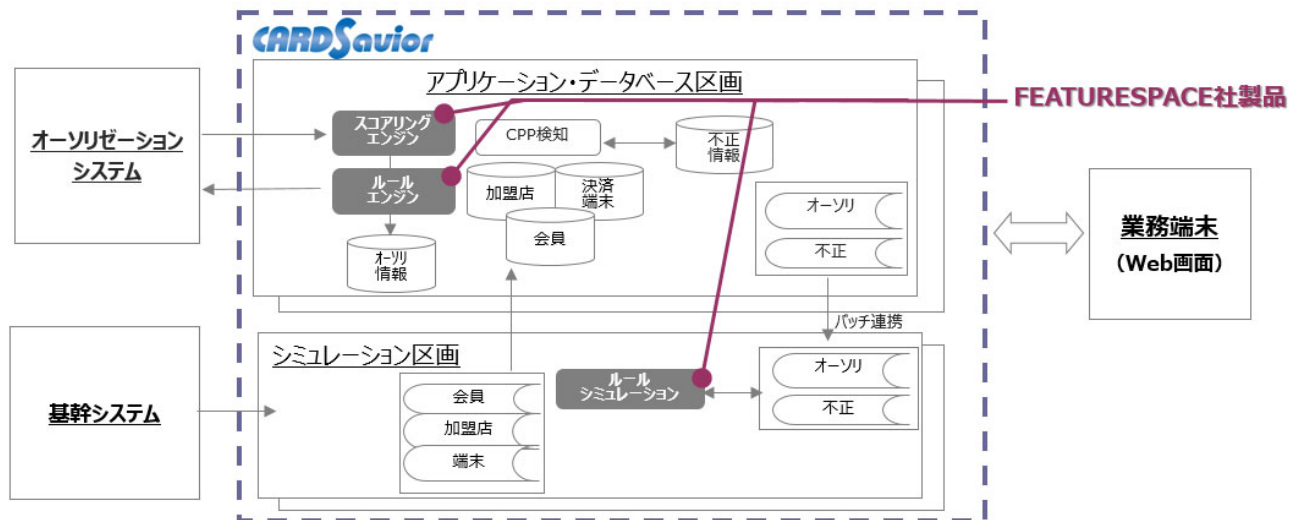 CARDSavior
アプリケーション・データベース区画
FEATURESPACE社製品
オーソリゼーション
システム
スコアリング
エンジン
CPP検知
不正
情報
ルール
エンジン
加盟店
決済
端末
会員
オーソリ
情報
オーソリ
不正
業務端末
（Web画面）
バッチ連携
シミュレーション区画
基幹システム
会員
加盟店
端末
ルール
シミュレーション
オーソリ
不正